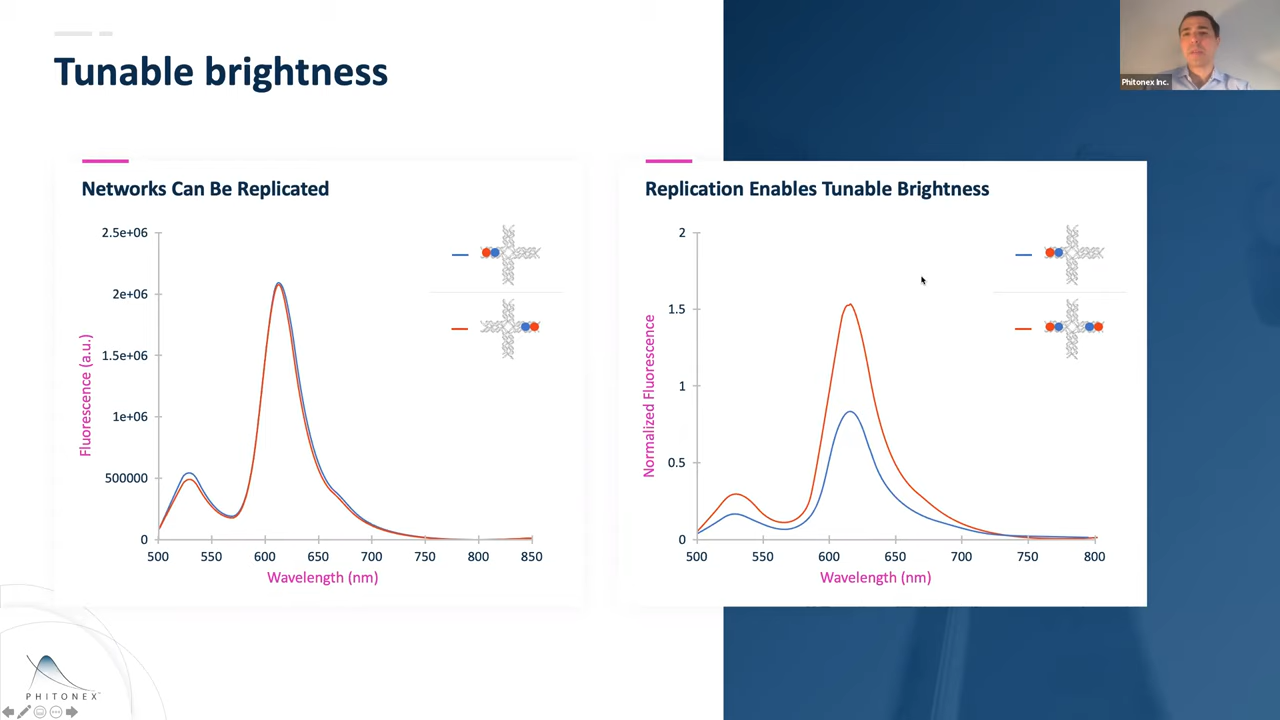 Tunable brightness
Phitonex Inc.
Networks Can Be Replicated
2.5e+06
2e+06
1.5e+06
1e+06
500000
0
500 550 600 650 700 750 800 850
Fluorescence (a.u.)
Wavelength (nm)
Replication Enables Tunable Brightness
2
1.5
1
0.5
0
500 550 600 650 700 750 800
Normalized Fluorescence
Wavelength (nm)
PHITONEX™